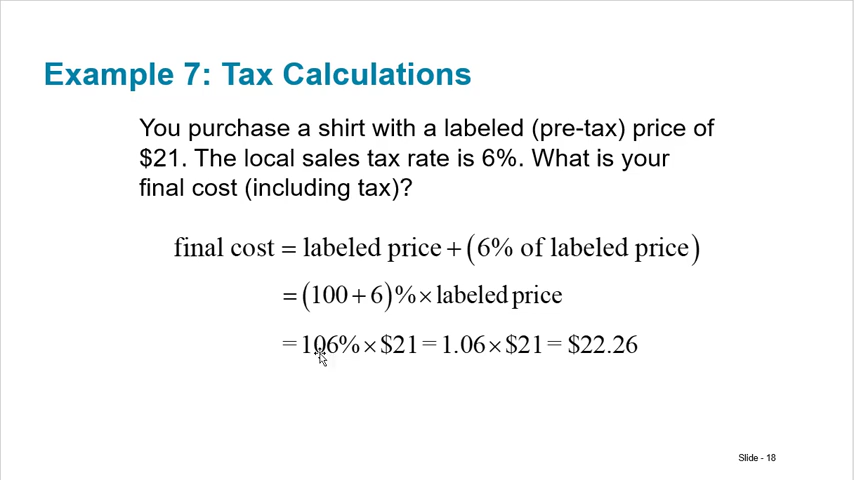 Example 7: Tax Calculations
You purchase a shirt with a labeled (pre-tax) price of
$21. The local sales tax rate is 6%. What is your
final cost (including tax)?
final cost = labeled price + (6% of labeled price)
= (100 + 6)% × labeled price
= 106% × $21 = 1.06 × $21 = $22.26
Slide - 18